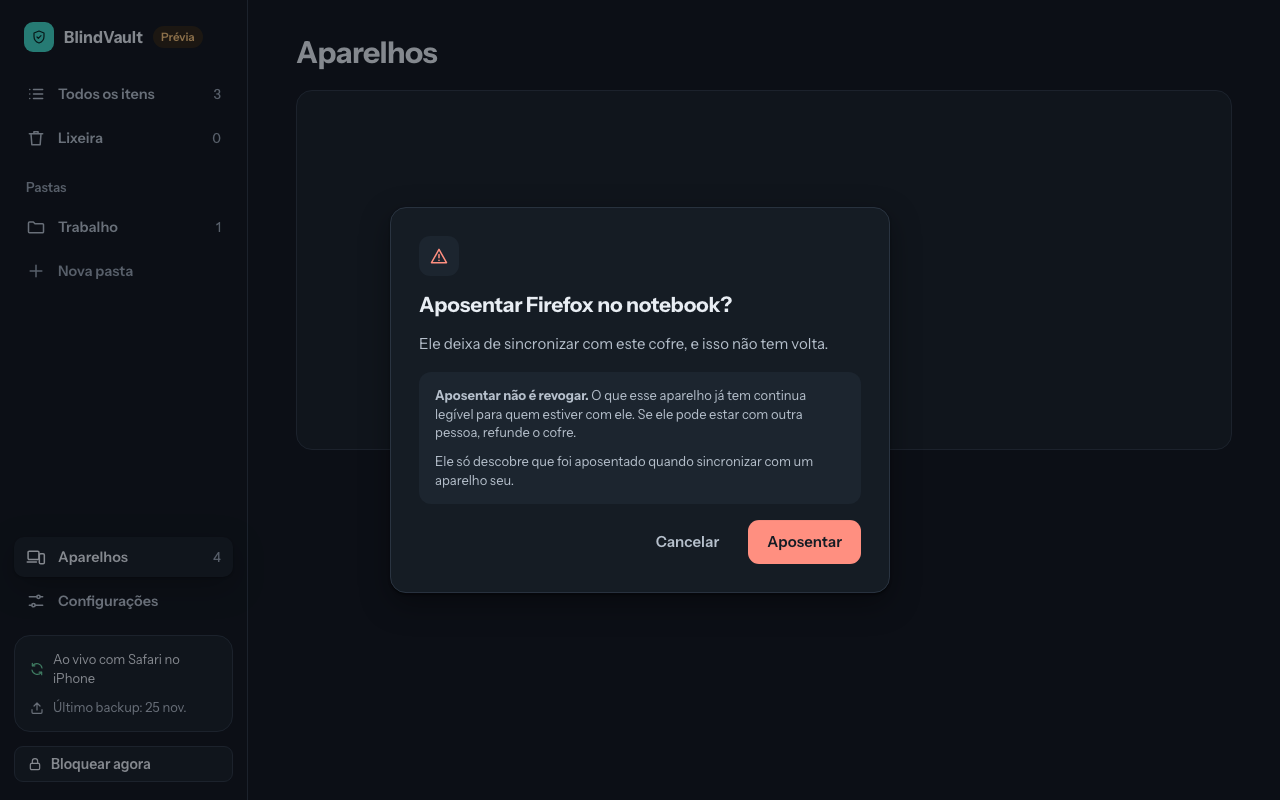 BlindVault
Prévia
Todos os itens 3
Lixeira 0
Pastas
Trabalho 1
Nova pasta
Aparelhos 4
Configurações
Ao vivo com Safari no
iPhone
Último backup: 25 nov.
Bloquear agora
Aparelhos
Aposentar Firefox no notebook?
Ele deixa de sincronizar com este cofre, e isso não tem volta.
Aposentar não é revogar. O que esse aparelho já tem continua
legível para quem estiver com ele. Se ele pode estar com outra
pessoa, refunde o cofre.
Ele só descobre que foi aposentado quando sincronizar com um
aparelho seu.
Cancelar
Aposentar